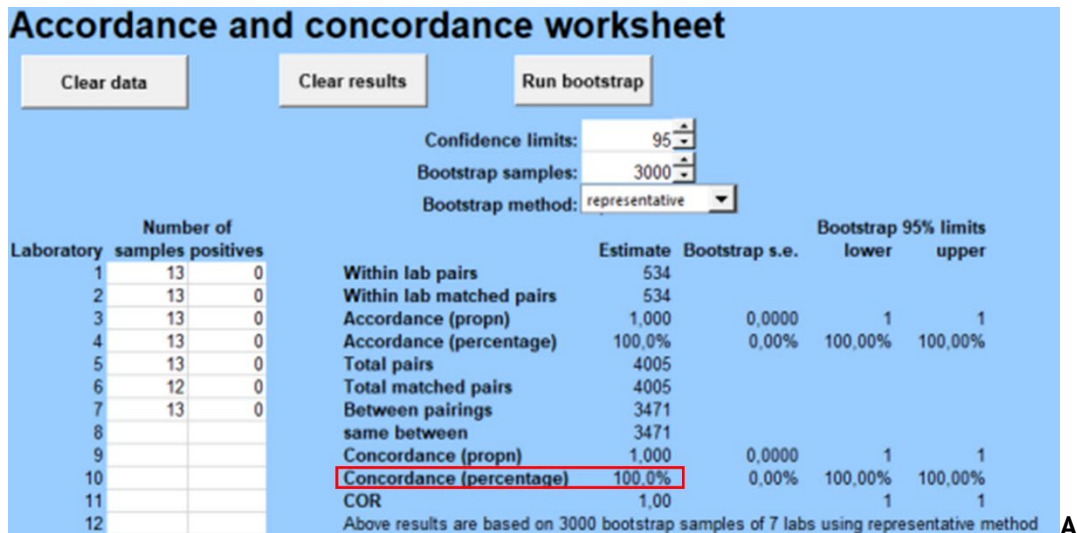 Accordance and concordance worksheet
Clear data Clear results Run bootstrap
Confidence limits: 95
Bootstrap samples: 3000
Bootstrap method: representative
Number of Bootstrap 95% limits
Laboratory samples positives Estimate Bootstrap s.e. lower upper
1 13 0 Within lab pairs 534
2 13 0 Within lab matched pairs 534
3 13 0 Accordance (propn) 1,000 0,0000 1 1
4 13 0 Accordance (percentage) 100,0% 0,00% 100,00% 100,00%
5 13 0 Total pairs 4005
6 12 0 Total matched pairs 4005
7 13 0 Between pairings 3471
8 same between 3471
9 Concordance (propn) 1,000 0,0000 1 1
10 Concordance (percentage) 100,0% 0,00% 100,00% 100,00%
11 COR 1,00 1 1
12 Above results are based on 3000 bootstrap samples of 7 labs using representative method
A